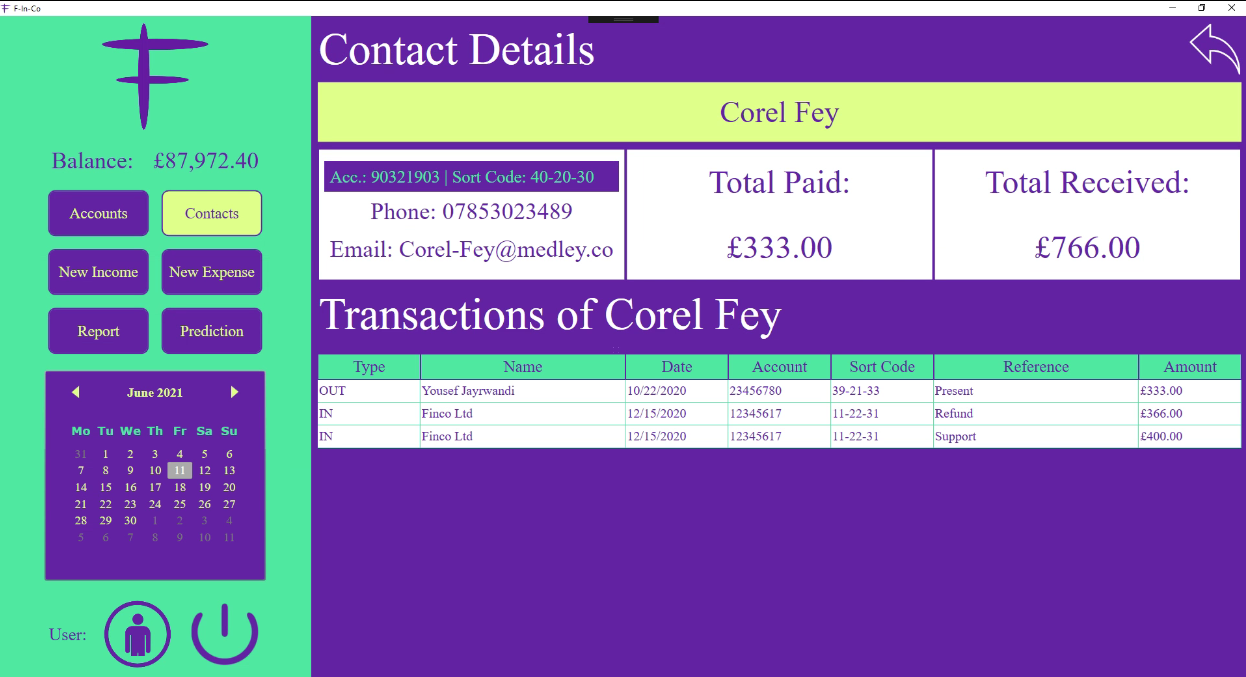 F-In-Co
Balance: £87,972.40
Accounts Contacts
New Income New Expense
Report Prediction
June 2021
Mo Tu We Th Fr Sa Su
31 1 2 3 4 5 6
7 8 9 10 11 12 13
14 15 16 17 18 19 20
21 22 23 24 25 26 27
28 29 30 1 2 3 4
5 6 7 8 9 10 11
User:
Contact Details
Corel Fey
Acc.: 90321903 | Sort Code: 40-20-30
Phone: 07853023489
Email: Corel-Fey@medley.co
Total Paid:
£333.00
Total Received:
£766.00
Transactions of Corel Fey
Type Name Date Account Sort Code Reference Amount
OUT Yousef Jayrwandi 10/22/2020 23456780 39-21-33 Present £333.00
IN Finco Ltd 12/15/2020 12345617 11-22-31 Refund £366.00
IN Finco Ltd 12/15/2020 12345617 11-22-31 Support £400.00